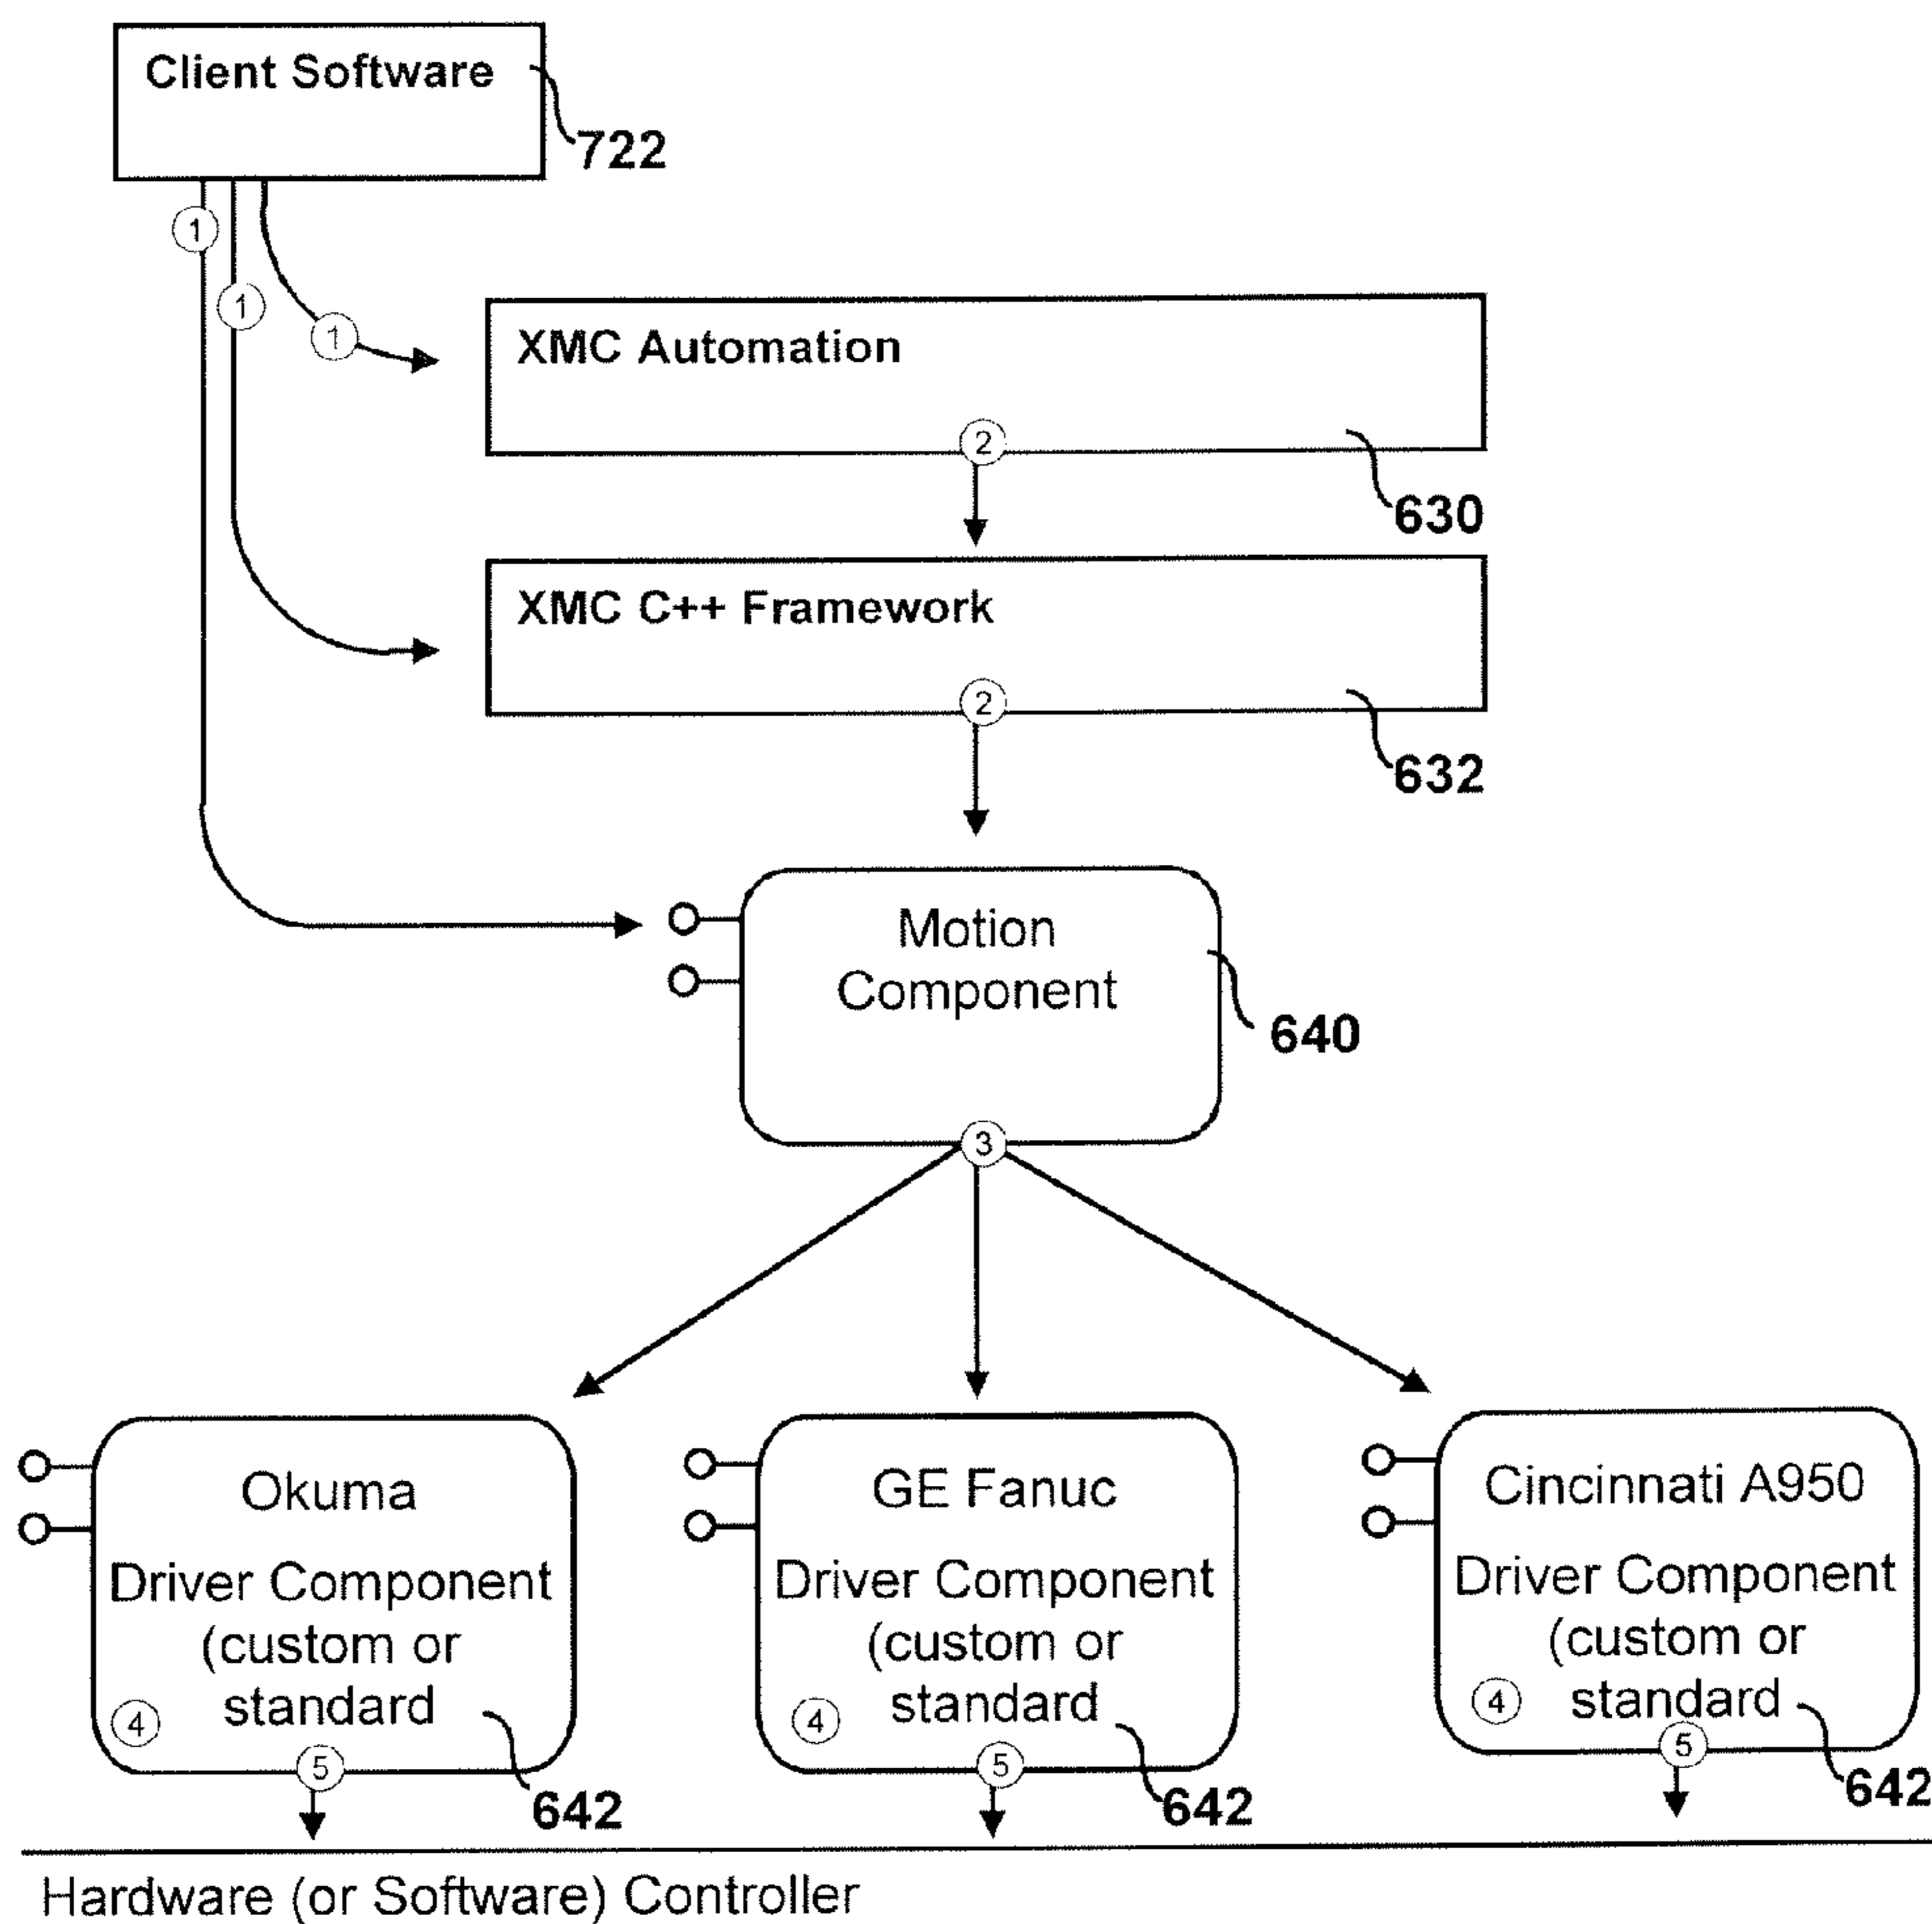 Client Software
722
1
1
1
XMC Automation
2
630
XMC C++ Framework
2
632
Motion
Component
640
3
Okuma
Driver Component
(custom or
standard
4
5
642
GE Fanuc
Driver Component
(custom or
standard
4
5
642
Cincinnati A950
Driver Component
(custom or
standard
4
5
642
Hardware (or Software) Controller